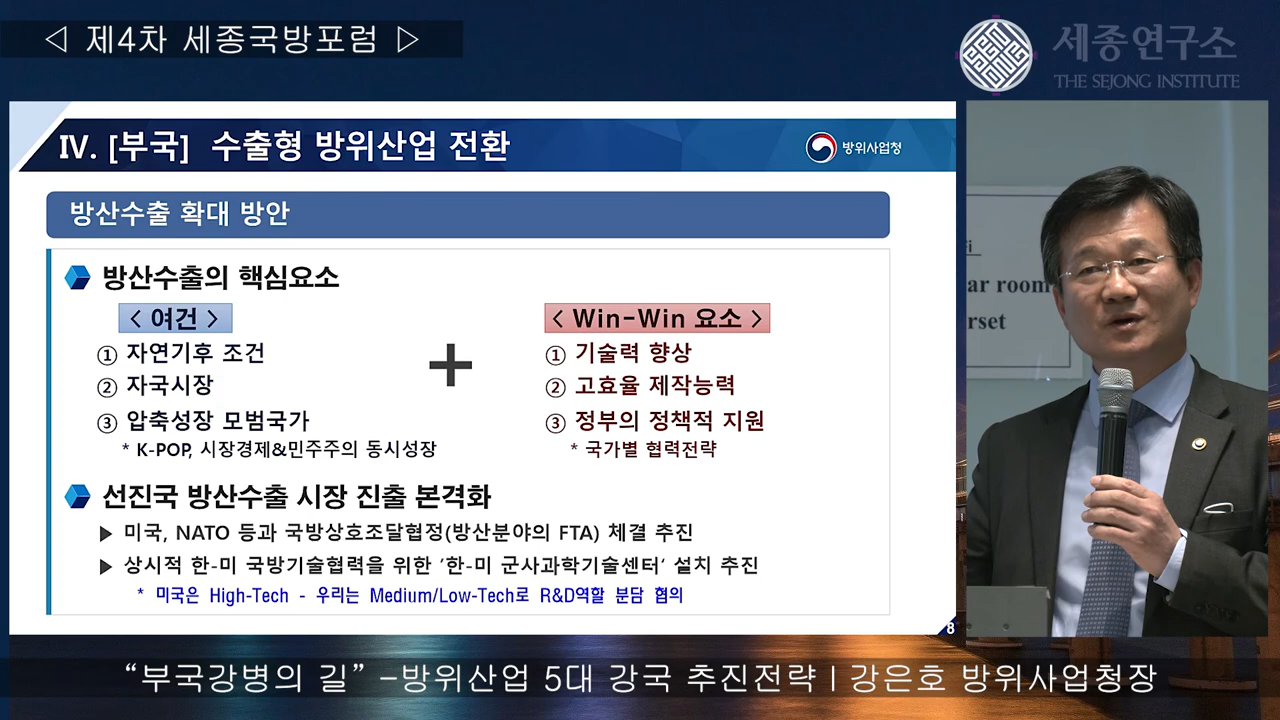 ◁ 제4차 세종국방포럼 ▷
세종연구소
THE SEJONG INSTITUTE
Ⅳ. [부국] 수출형 방위산업 전환
방위사업청
방산수출 확대 방안
방산수출의 핵심요소
< 여건 >
① 자연기후 조건
② 자국시장
③ 압축성장 모범국가
* K-POP, 시장경제&민주주의 동시성장
+
< Win-Win 요소 >
① 기술력 향상
② 고효율 제작능력
③ 정부의 정책적 지원
* 국가별 협력전략
선진국 방산수출 시장 진출 본격화
▶ 미국, NATO 등과 국방상호조달협정(방산분야의 FTA) 체결 추진
▶ 상시적 한-미 국방기술협력을 위한 ‘한-미 군사과학기술센터’ 설치 추진
* 미국은 High-Tech - 우리는 Medium/Low-Tech로 R&D역할 분담 협의
8
ar room
rset
“부국강병의 길” -방위산업 5대 강국 추진전략 | 강은호 방위사업청장